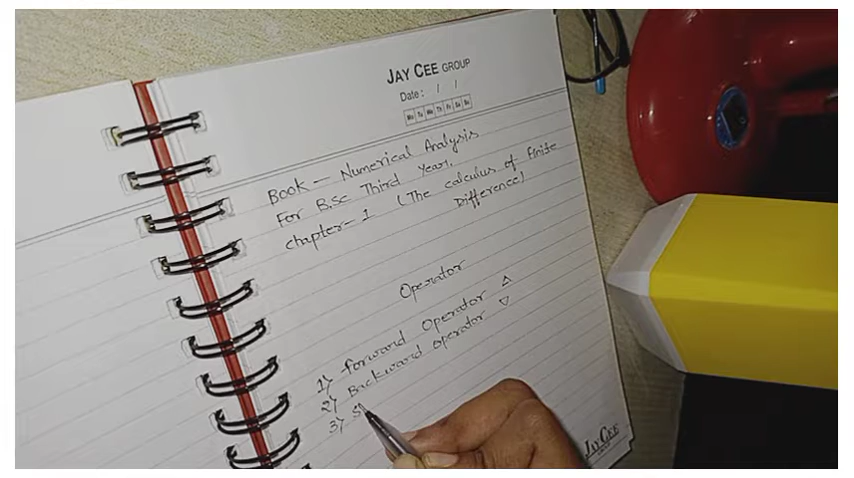 JAY CEE GROUP
Date: / /
Mo Tu We Th Fr Sa Su
Book - Numerical Analysis
For B.Sc Third Year.
Chapter-1 (The calculus of Finite
Difference)
Operator
1) forward Operator △
2) Backward operator ▽
3) S
JAY CEE